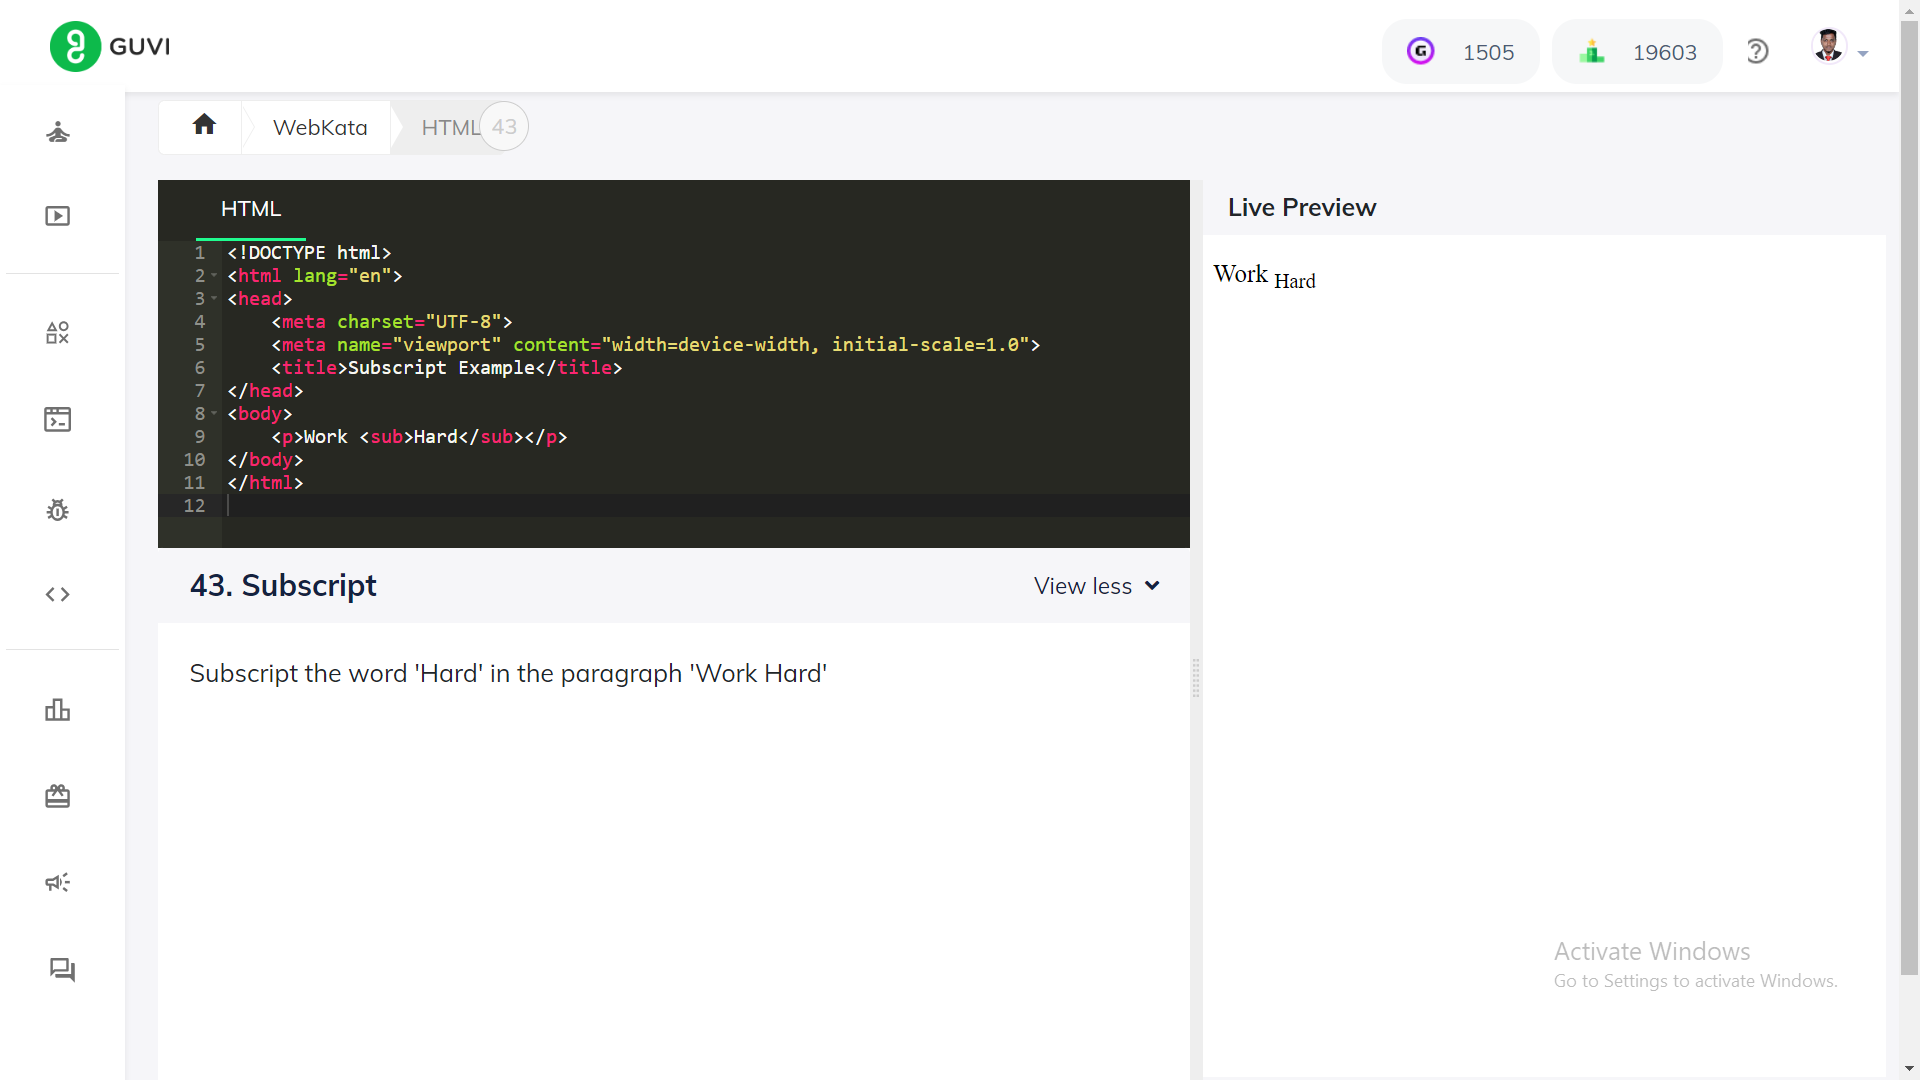 GUVI
1505
19603
WebKata
HTML
43
HTML
1 <!DOCTYPE html>
2 <html lang="en">
3 <head>
4     <meta charset="UTF-8">
5     <meta name="viewport" content="width=device-width, initial-scale=1.0">
6     <title>Subscript Example</title>
7 </head>
8 <body>
9     <p>Work <sub>Hard</sub></p>
10 </body>
11 </html>
12
43. Subscript
View less
Subscript the word 'Hard' in the paragraph 'Work Hard'
Live Preview
Work Hard
Activate Windows
Go to Settings to activate Windows.